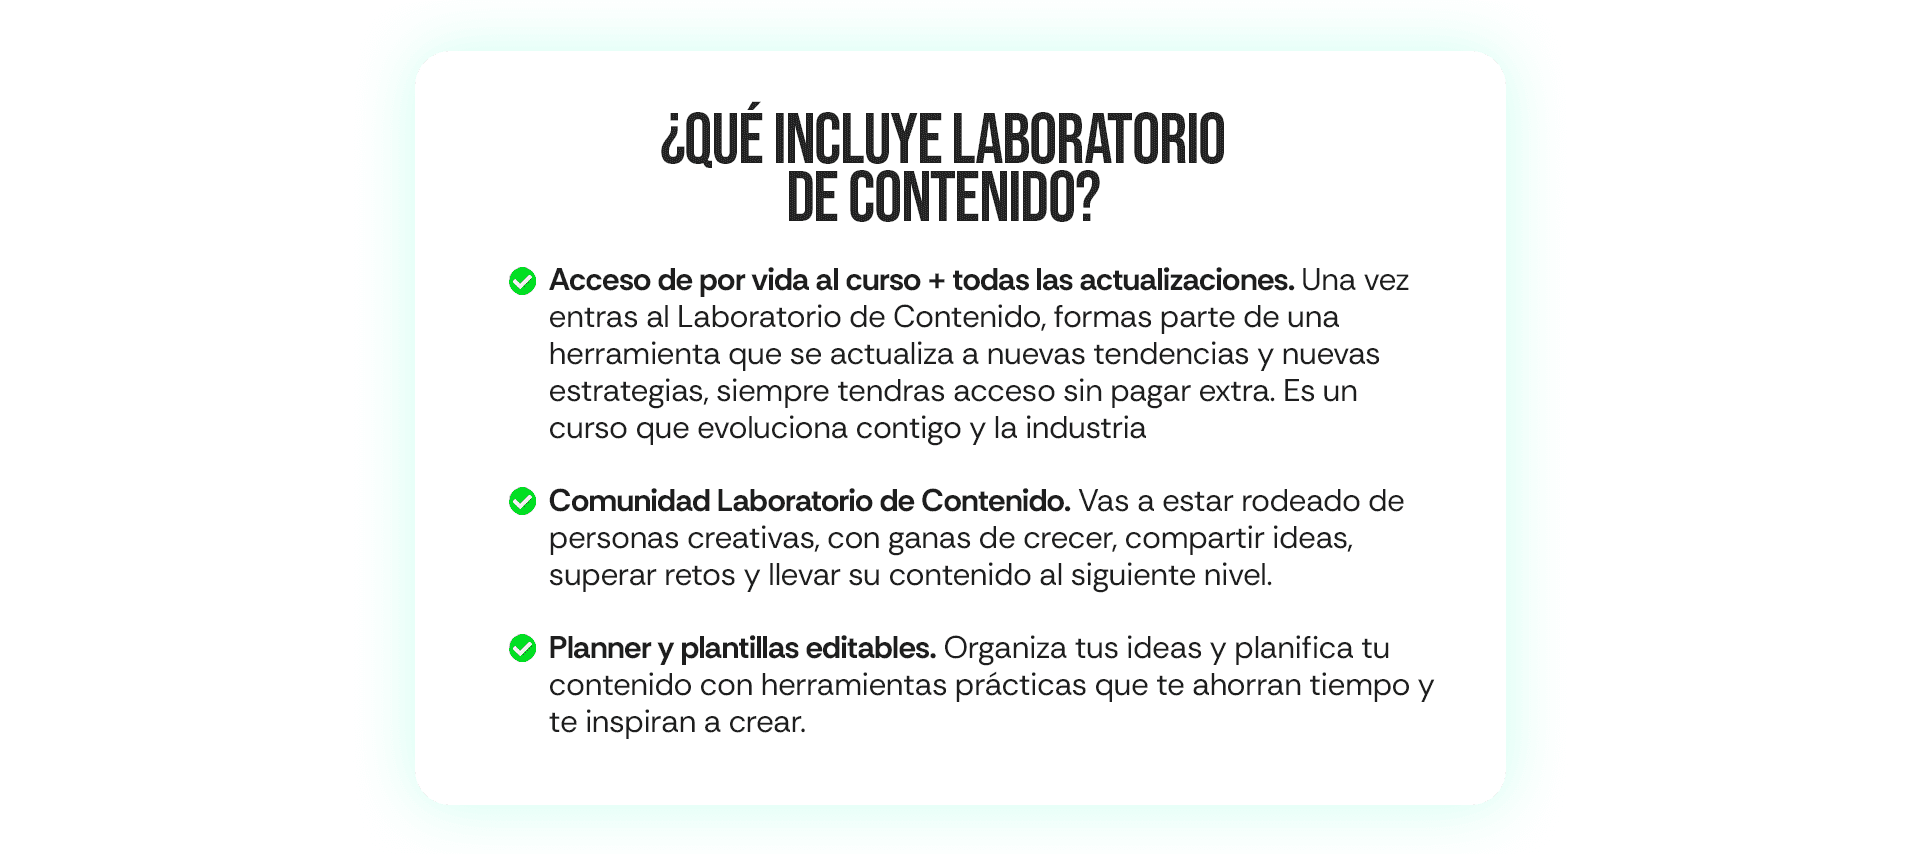 ¿QUÉ INCLUYE LABORATORIO
DE CONTENIDO?
Acceso de por vida al curso + todas las actualizaciones. Una vez
entras al Laboratorio de Contenido, formas parte de una
herramienta que se actualiza a nuevas tendencias y nuevas
estrategias, siempre tendras acceso sin pagar extra. Es un
curso que evoluciona contigo y la industria
Comunidad Laboratorio de Contenido. Vas a estar rodeado de
personas creativas, con ganas de crecer, compartir ideas,
superar retos y llevar su contenido al siguiente nivel.
Planner y plantillas editables. Organiza tus ideas y planifica tu
contenido con herramientas prácticas que te ahorran tiempo y
te inspiran a crear.